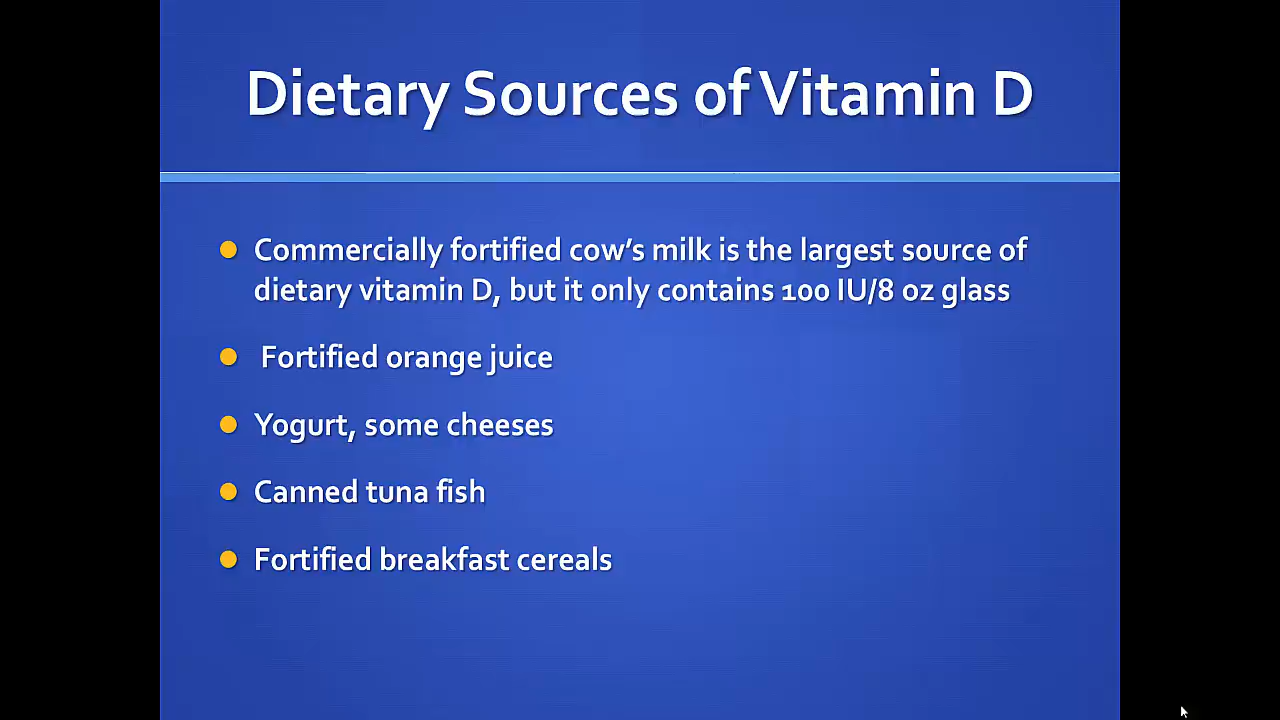 Dietary Sources of Vitamin D
Commercially fortified cow’s milk is the largest source of
dietary vitamin D, but it only contains 100 IU/8 oz glass
Fortified orange juice
Yogurt, some cheeses
Canned tuna fish
Fortified breakfast cereals